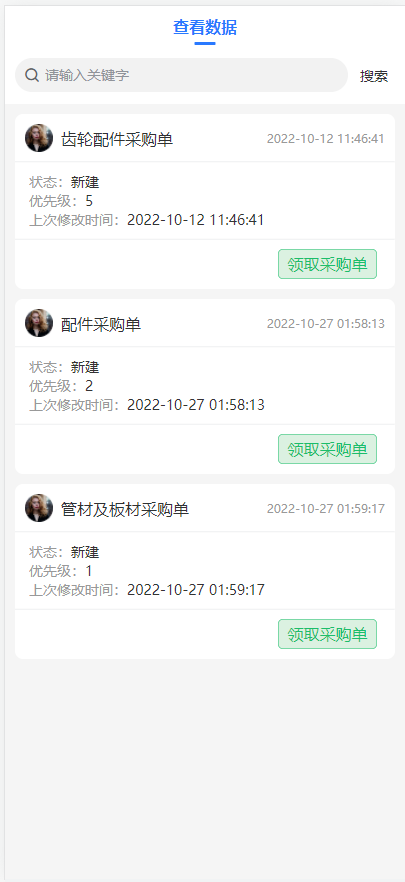 查看数据
请输入关键字 搜索
齿轮配件采购单 2022-10-12 11:46:41
状态：新建
优先级：5
上次修改时间：2022-10-12 11:46:41
领取采购单
配件采购单 2022-10-27 01:58:13
状态：新建
优先级：2
上次修改时间：2022-10-27 01:58:13
领取采购单
管材及板材采购单 2022-10-27 01:59:17
状态：新建
优先级：1
上次修改时间：2022-10-27 01:59:17
领取采购单